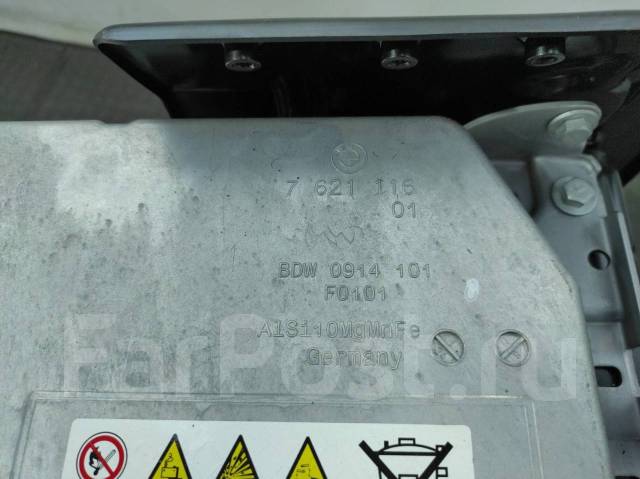 7 621 116
01
BDW 0914 101
F0101
AlSi10MgMnFe
Germany
FarPost.ru